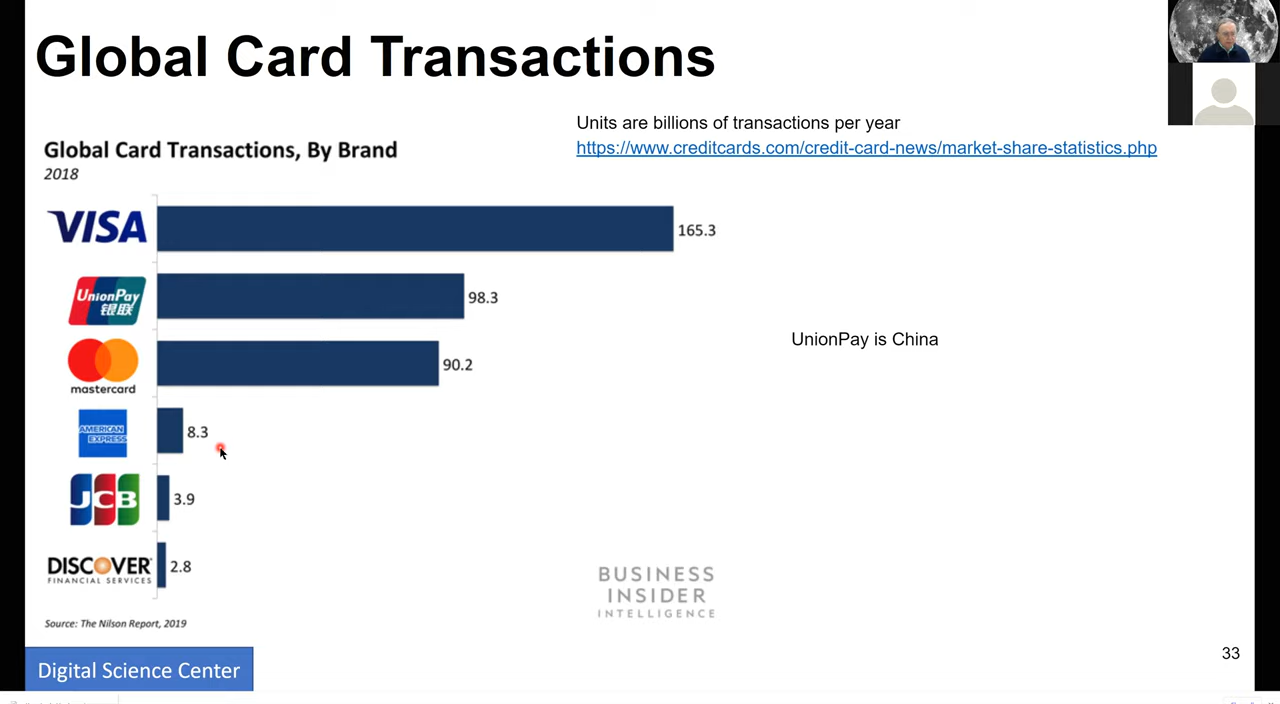 Global Card Transactions
Units are billions of transactions per year
https://www.creditcards.com/credit-card-news/market-share-statistics.php
Global Card Transactions, By Brand
2018
VISA
165.3
UnionPay
银联
98.3
mastercard
90.2
UnionPay is China
AMERICAN
EXPRESS
8.3
JCB
3.9
DISCOVER
FINANCIAL SERVICES
2.8
BUSINESS
INSIDER
INTELLIGENCE
Source: The Nilson Report, 2019
33
Digital Science Center